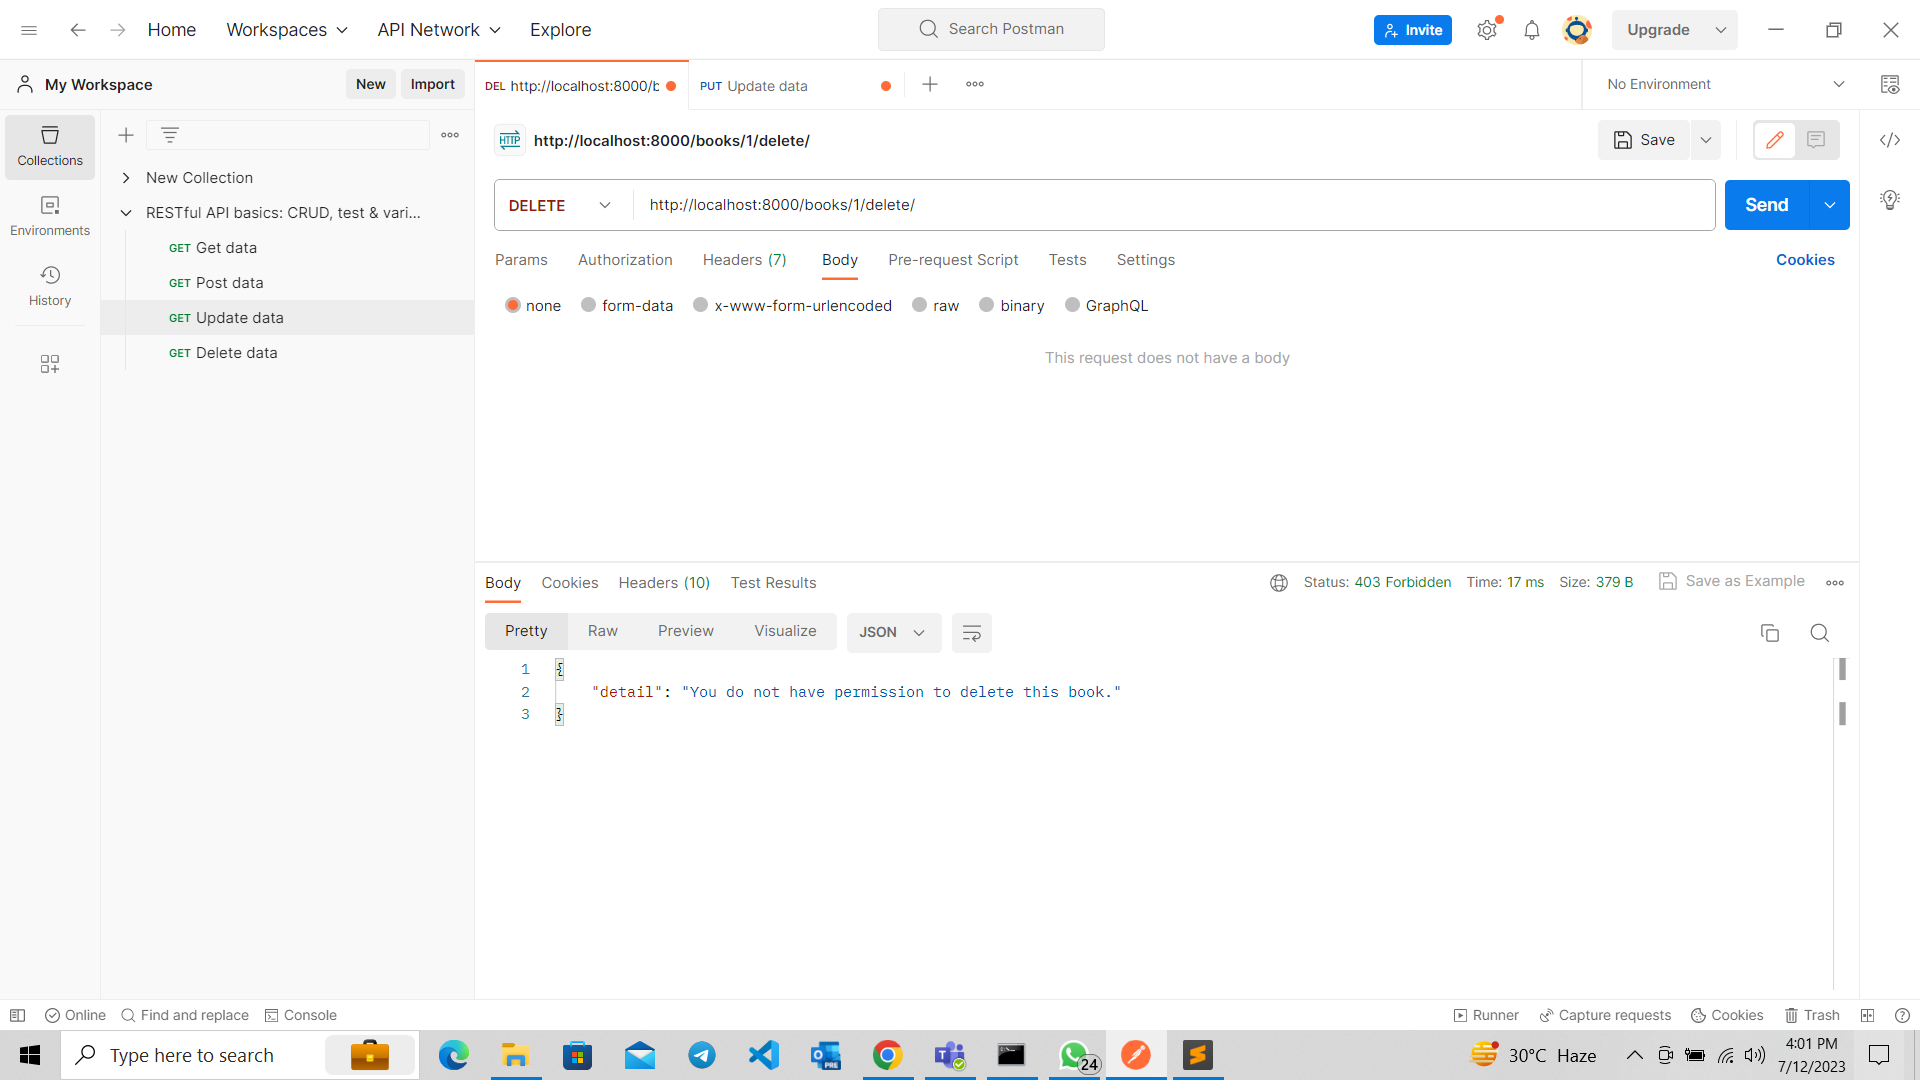 Home Workspaces API Network Explore Search Postman Invite Upgrade
My Workspace New Import DEL http://localhost:8000/b PUT Update data No Environment
Collections
Environments
History
New Collection
RESTful API basics: CRUD, test & vari...
GET Get data
GET Post data
GET Update data
GET Delete data
HTTP http://localhost:8000/books/1/delete/ Save
DELETE http://localhost:8000/books/1/delete/ Send
Params Authorization Headers (7) Body Pre-request Script Tests Settings Cookies
none form-data x-www-form-urlencoded raw binary GraphQL
This request does not have a body
Body Cookies Headers (10) Test Results Status: 403 Forbidden Time: 17 ms Size: 379 B Save as Example
Pretty Raw Preview Visualize JSON
1 {
2 "detail": "You do not have permission to delete this book."
3 }
Online Find and replace Console Runner Capture requests Cookies Trash
Type here to search PRE 24 30°C Haze 4:01 PM
7/12/2023